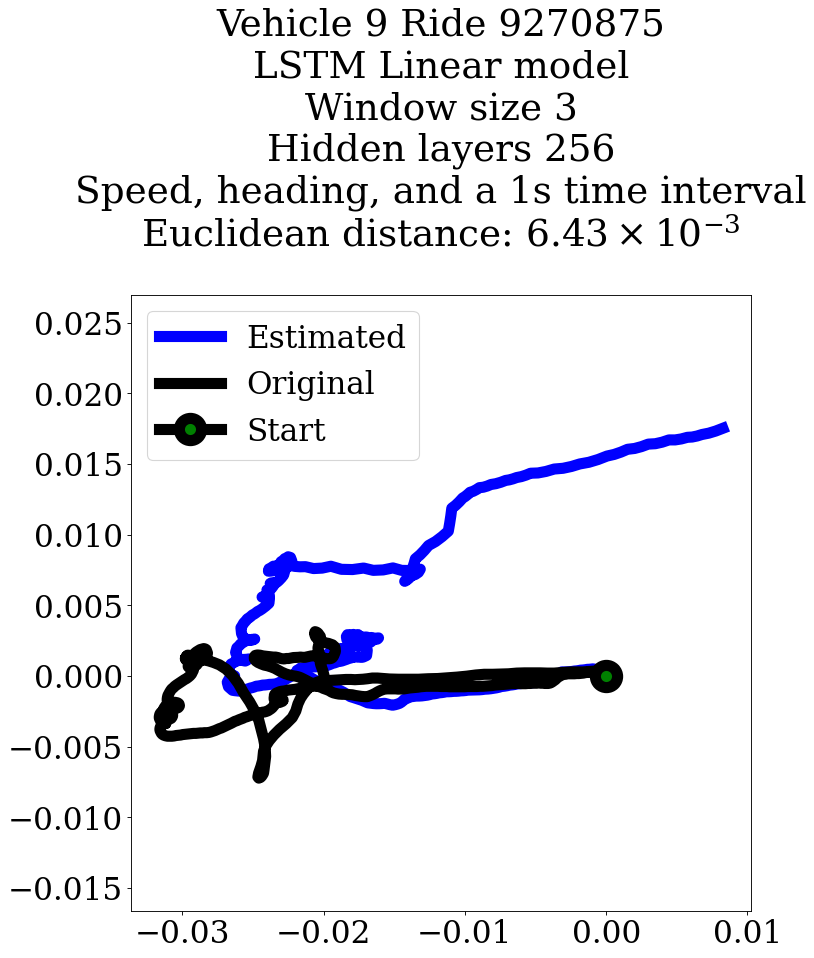 Vehicle 9 Ride 9270875
LSTM Linear model
Window size 3
Hidden layers 256
Speed, heading, and a 1s time interval
Euclidean distance: 6.43 × 10⁻³
Estimated
Original
Start
0.025
0.020
0.015
0.010
0.005
0.000
−0.005
−0.010
−0.015
−0.03 −0.02 −0.01 0.00 0.01